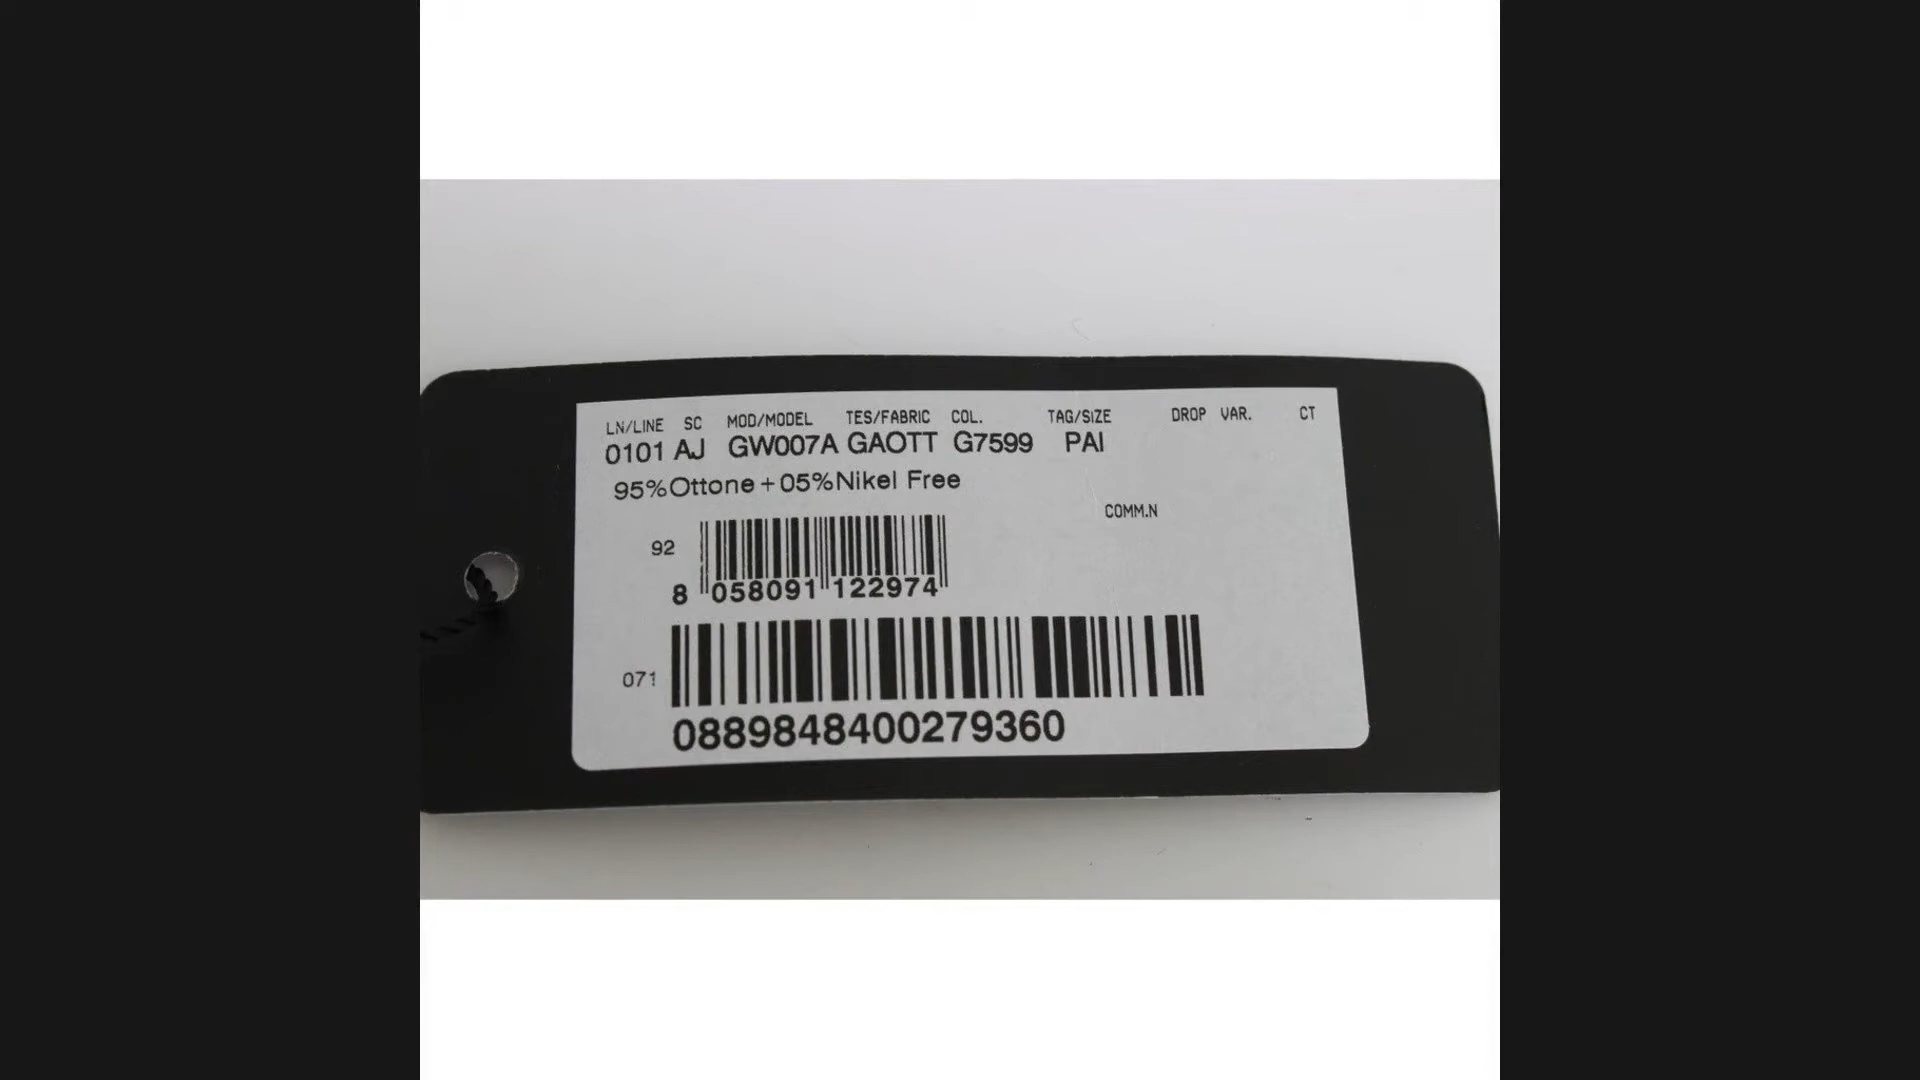 LN/LINE SC MOD/MODEL TES/FABRIC COL. TAG/SIZE DROP VAR. CT
0101 AJ GW007A GAOTT G7599 PAI
95%Ottone+05%Nikel Free
COMM.N
92
8 058091 122974
071
0889848400279360